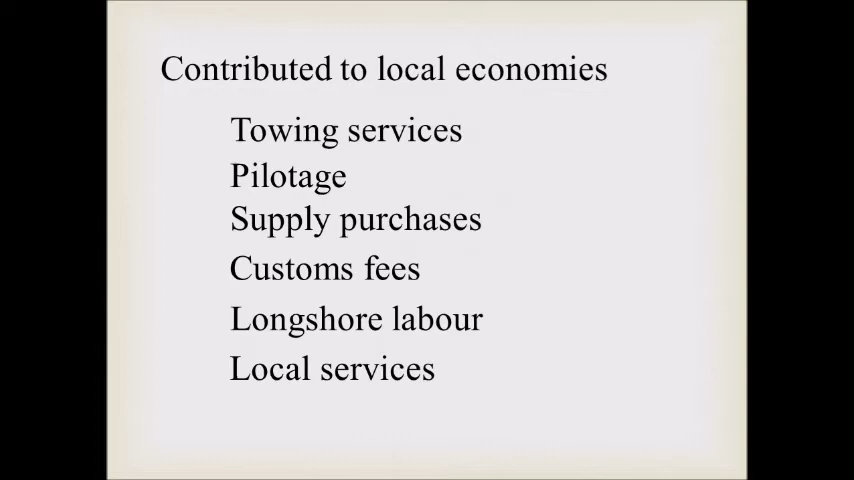 Contributed to local economies
Towing services
Pilotage
Supply purchases
Customs fees
Longshore labour
Local services